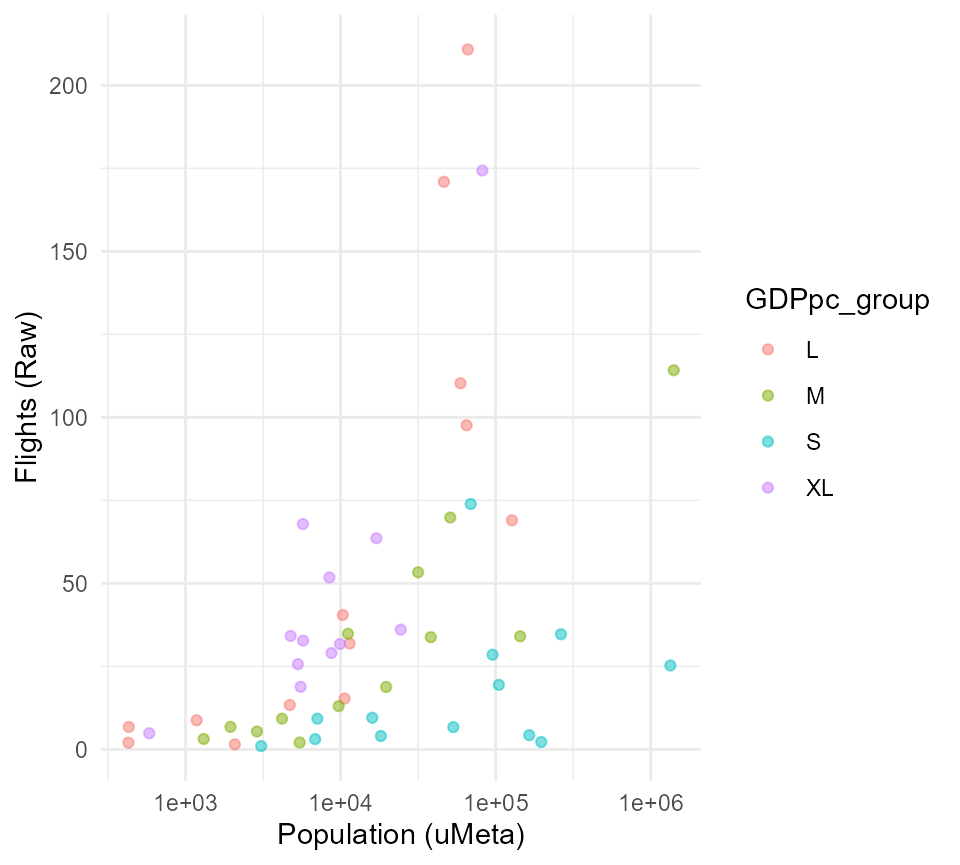 200
150
100
50
0
Flights (Raw)
1e+03 1e+04 1e+05 1e+06
Population (uMeta)
GDPpc_group
L
M
S
XL